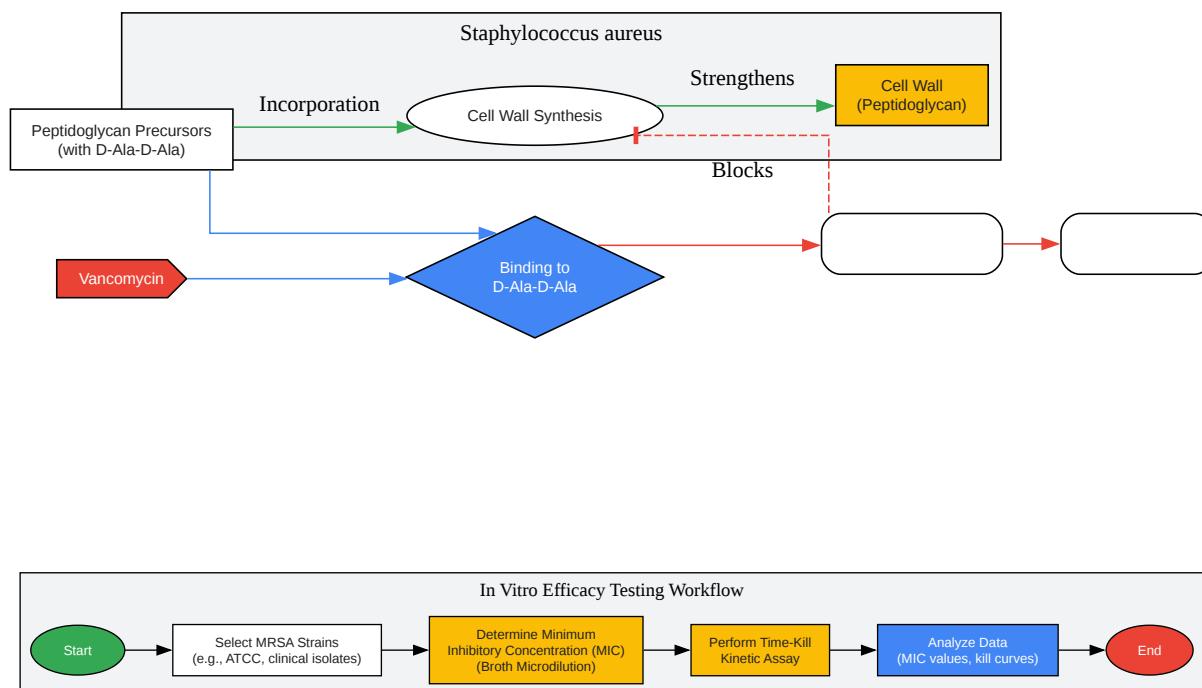 Staphylococcus aureus
Incorporation
Strengthens
Cell Wall
(Peptidoglycan)
Cell Wall Synthesis
Peptidoglycan Precursors
(with D-Ala-D-Ala)
Blocks
Vancomycin
Binding to
D-Ala-D-Ala
In Vitro Efficacy Testing Workflow
Start
Select MRSA Strains
(e.g., ATCC, clinical isolates)
Determine Minimum
Inhibitory Concentration (MIC)
(Broth Microdilution)
Perform Time-Kill
Kinetic Assay
Analyze Data
(MIC values, kill curves)
End